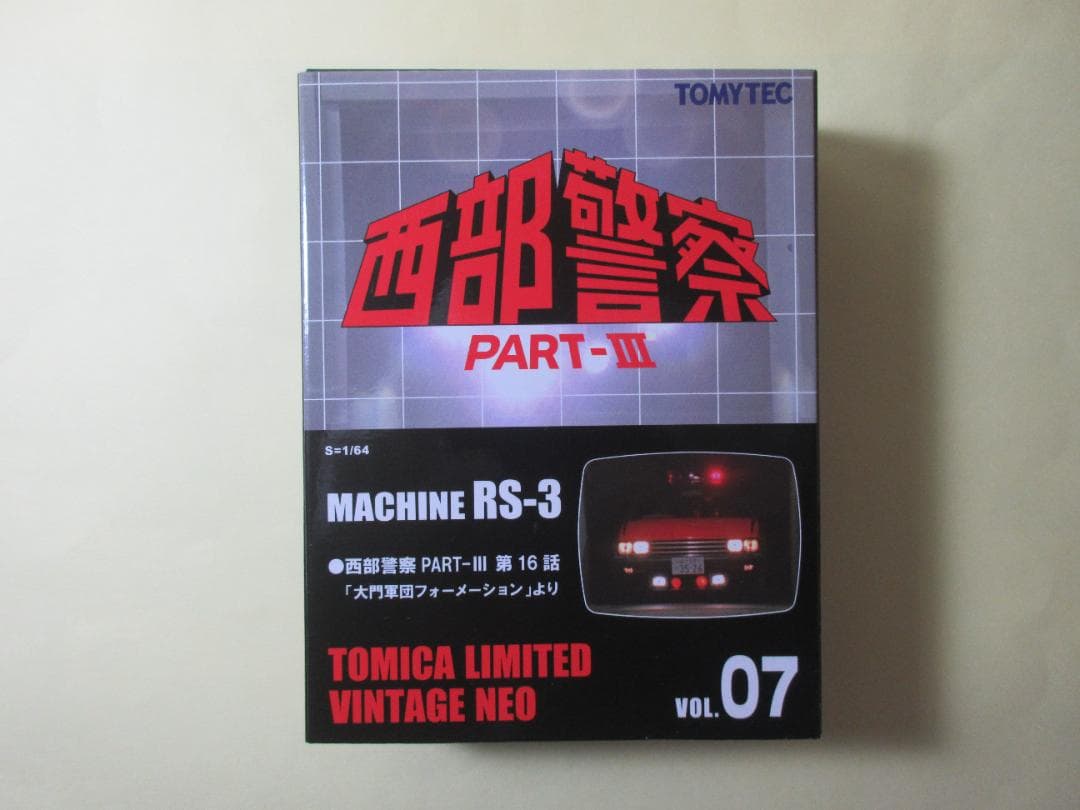 TOMYTEC
西部警察
PART-III
S=1/64
MACHINE RS-3
●西部警察 PART-III 第16話
「大門軍団フォーメーション」より
TOMICA LIMITED
VINTAGE NEO
VOL.07